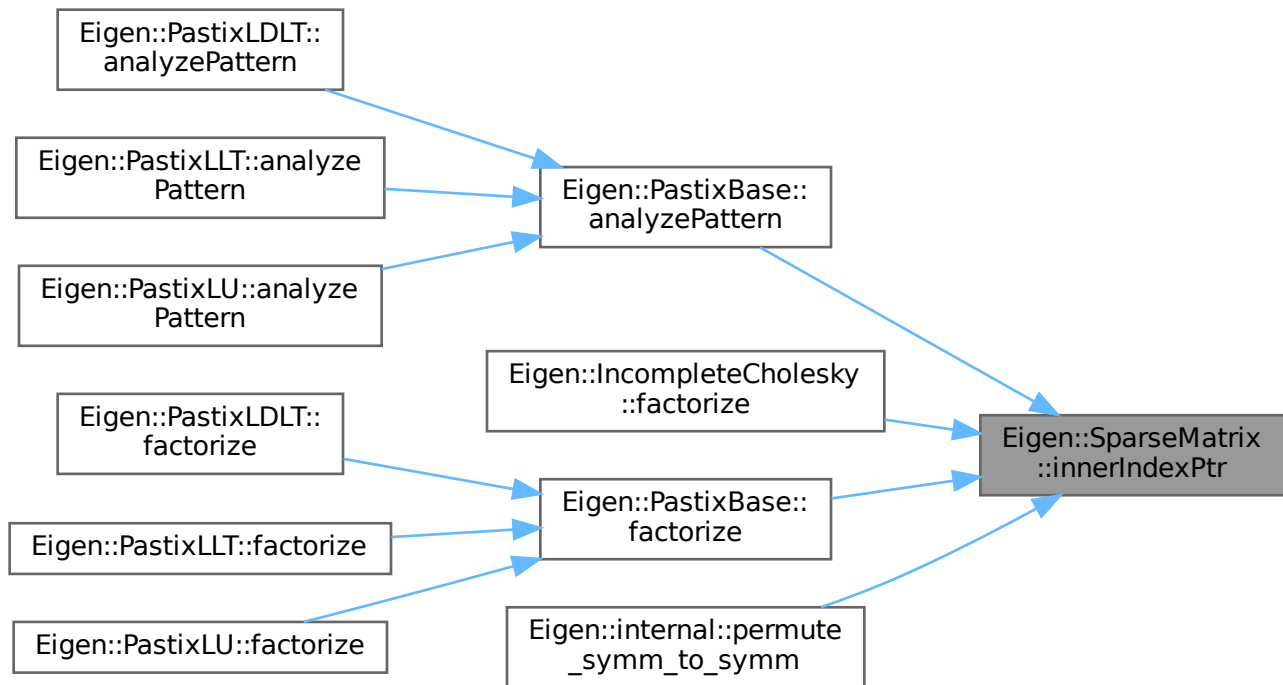 Eigen::PastixLDLT::
analyzePattern
Eigen::PastixLLT::analyze
Pattern
Eigen::PastixLU::analyze
Pattern
Eigen::PastixLDLT::
factorize
Eigen::PastixLLT::factorize
Eigen::PastixLU::factorize
Eigen::PastixBase::
analyzePattern
Eigen::IncompleteCholesky
::factorize
Eigen::PastixBase::
factorize
Eigen::internal::permute
_symm_to_symm
Eigen::SparseMatrix
::innerIndexPtr